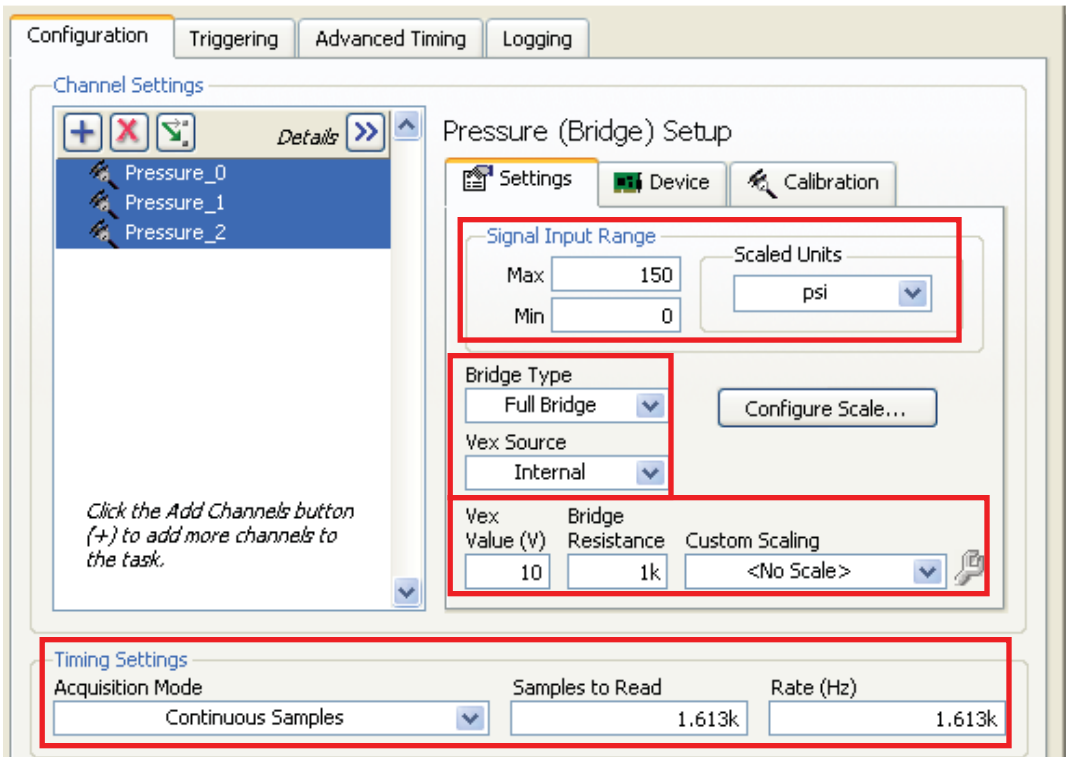 Configuration Triggering Advanced Timing Logging
Channel Settings
Details
Pressure_0
Pressure_1
Pressure_2
Click the Add Channels button
(+) to add more channels to
the task.
Pressure (Bridge) Setup
Settings Device Calibration
Signal Input Range
Scaled Units
Max 150
psi
Min 0
Bridge Type
Full Bridge
Configure Scale...
Vex Source
Internal
Vex Bridge
Value (V) Resistance Custom Scaling
10 1k <No Scale>
Timing Settings
Acquisition Mode Samples to Read Rate (Hz)
Continuous Samples 1.613k 1.613k